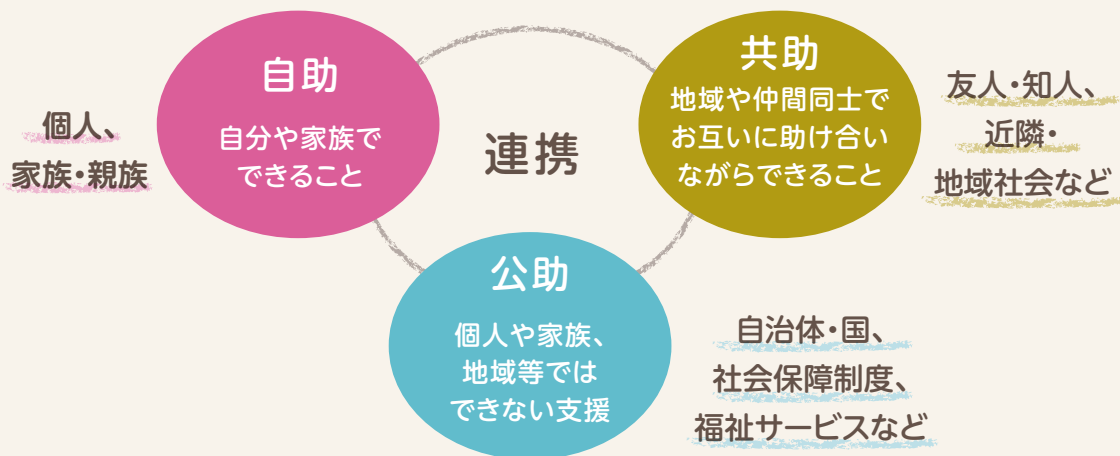 自助
自分や家族で
できること
個人、
家族・親族
連携
共助
地域や仲間同士で
お互いに助け合い
ながらできること
友人・知人、
近隣・
地域社会など
公助
個人や家族、
地域等では
できない支援
自治体・国、
社会保障制度、
福祉サービスなど